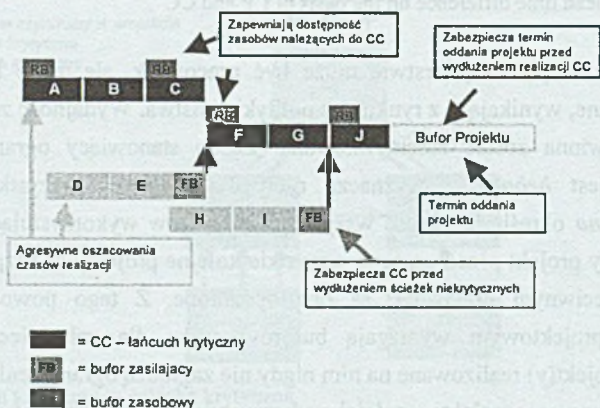 Zapewniają dostępność
zasobów należących do CC
Zabezpiecza termin
oddania projektu przed
wydłużeniem realizacji CC
RB
RB
A
B
C
RB
RB
F
G
J
Bufor Projektu
D
E
FB
H
I
FB
Termin oddania
projektu
Agresywne oszacowania
czasów realizacji
Zabezpecza CC przed
wydłużeniem ścieżek niekrytycznych
= CC – łańcuch krytyczny
FB = bufor zasilajacy
= bufor zasobowy